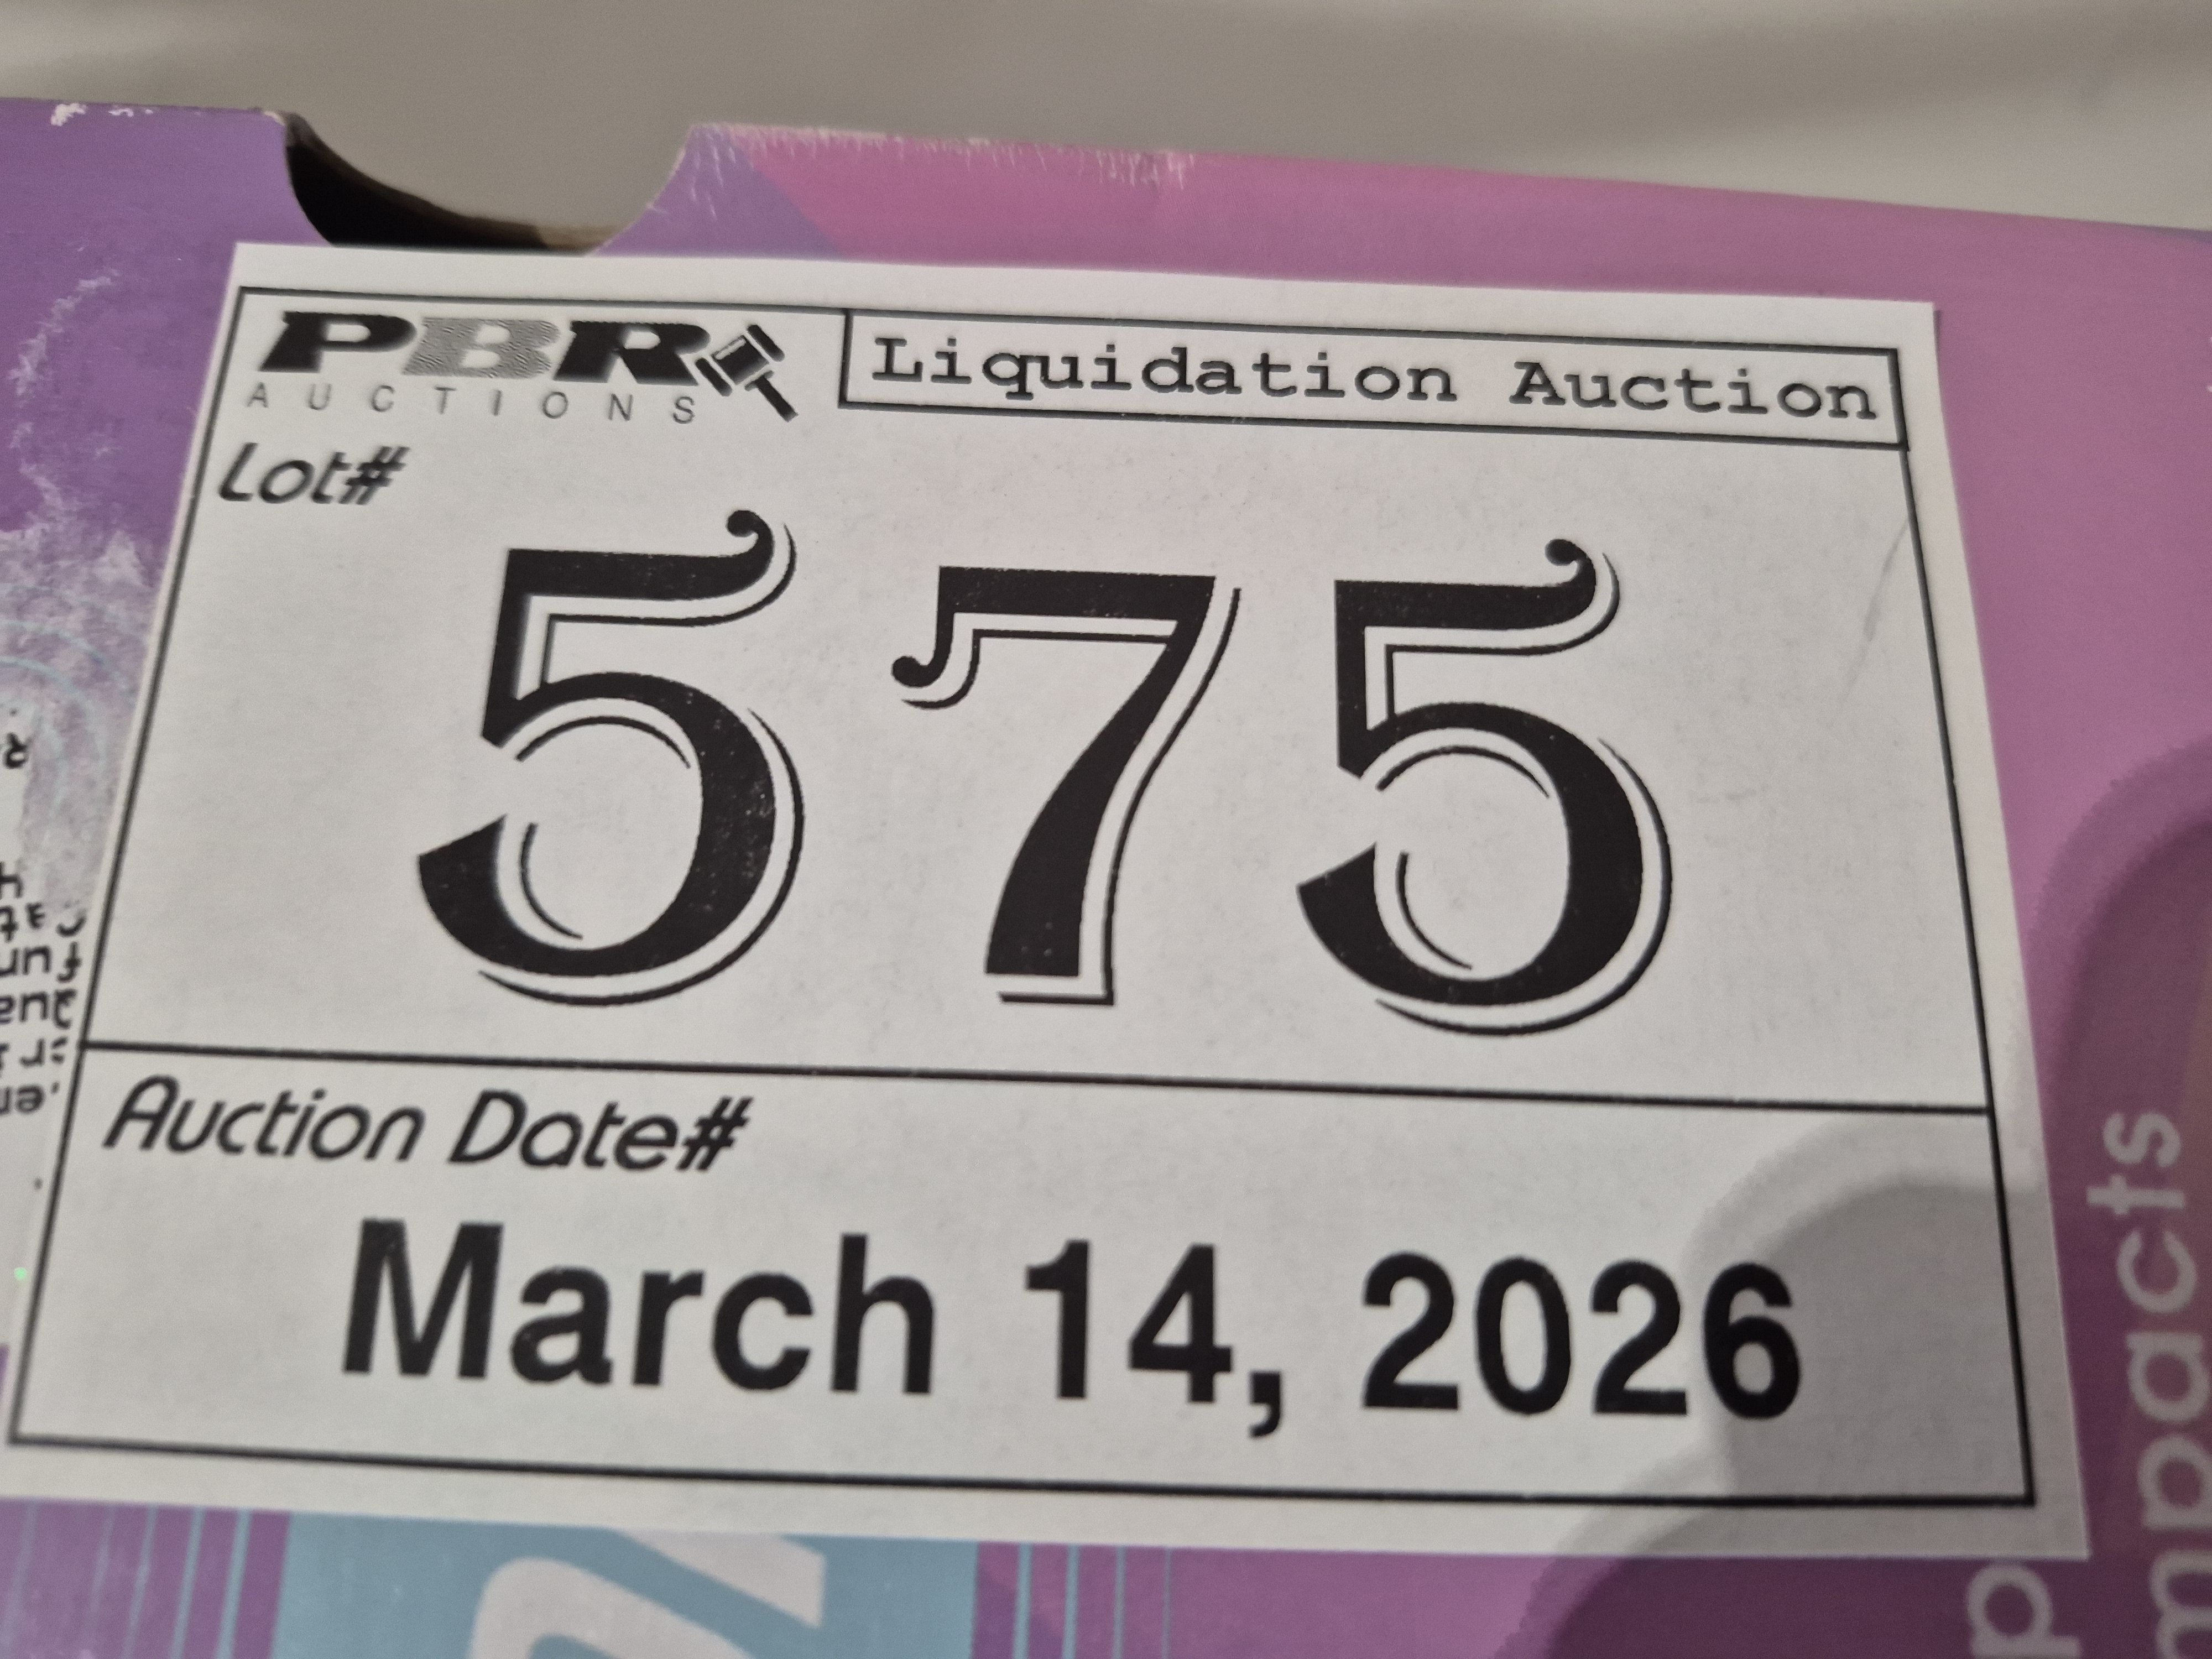 PBR
AUCTIONS
Liquidation Auction
Lot#
575
Auction Date#
March 14, 2026
mpacts